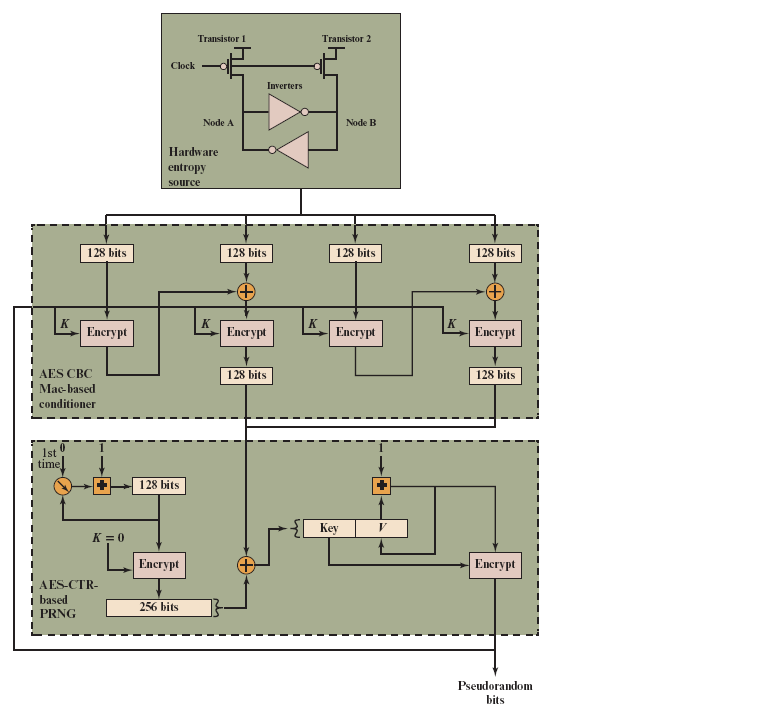 Transistor 1
Transistor 2
Clock
Inverters
Node A
Node B
Hardware
entropy
source
128 bits
128 bits
128 bits
128 bits
K
Encrypt
K
Encrypt
K
Encrypt
K
Encrypt
128 bits
128 bits
AES CBC
Mac-based
conditioner
1st
time
0
1
128 bits
1
Key
V
K = 0
Encrypt
Encrypt
AES-CTR-
based
PRNG
256 bits
Pseudorandom
bits